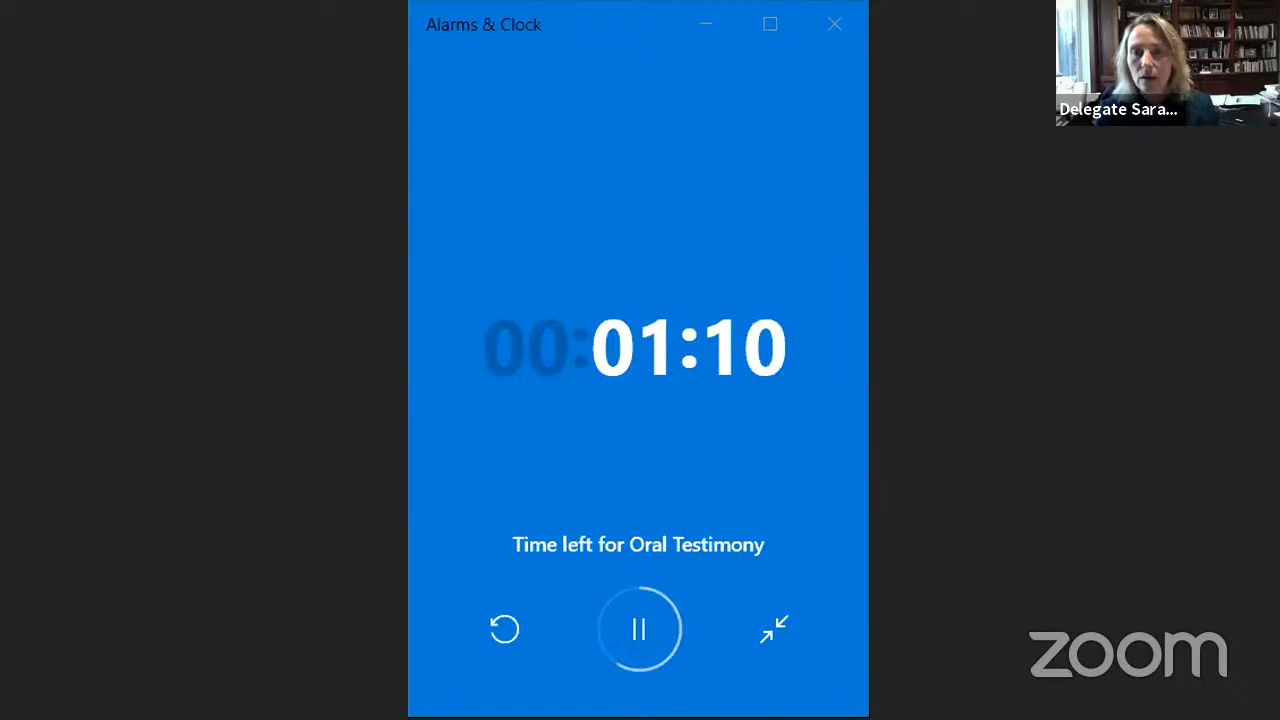 Alarms & Clock
Delegate Sara...
00:01:10
Time left for Oral Testimony
zoom